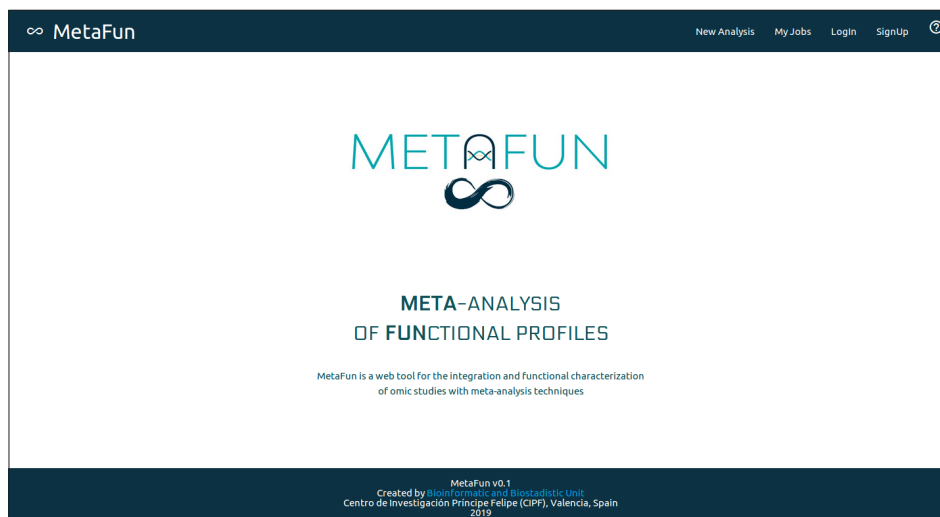 ∞ MetaFun
New Analysis My Jobs LogIn SignUp ?
METAFUN
META-ANALYSIS
OF FUNCTIONAL PROFILES
MetaFun is a web tool for the integration and functional characterization
of omic studies with meta-analysis techniques
MetaFun v0.1
Created by Bioinformatic and Biostadistic Unit
Centro de Investigación Príncipe Felipe (CIPF), Valencia, Spain
2019